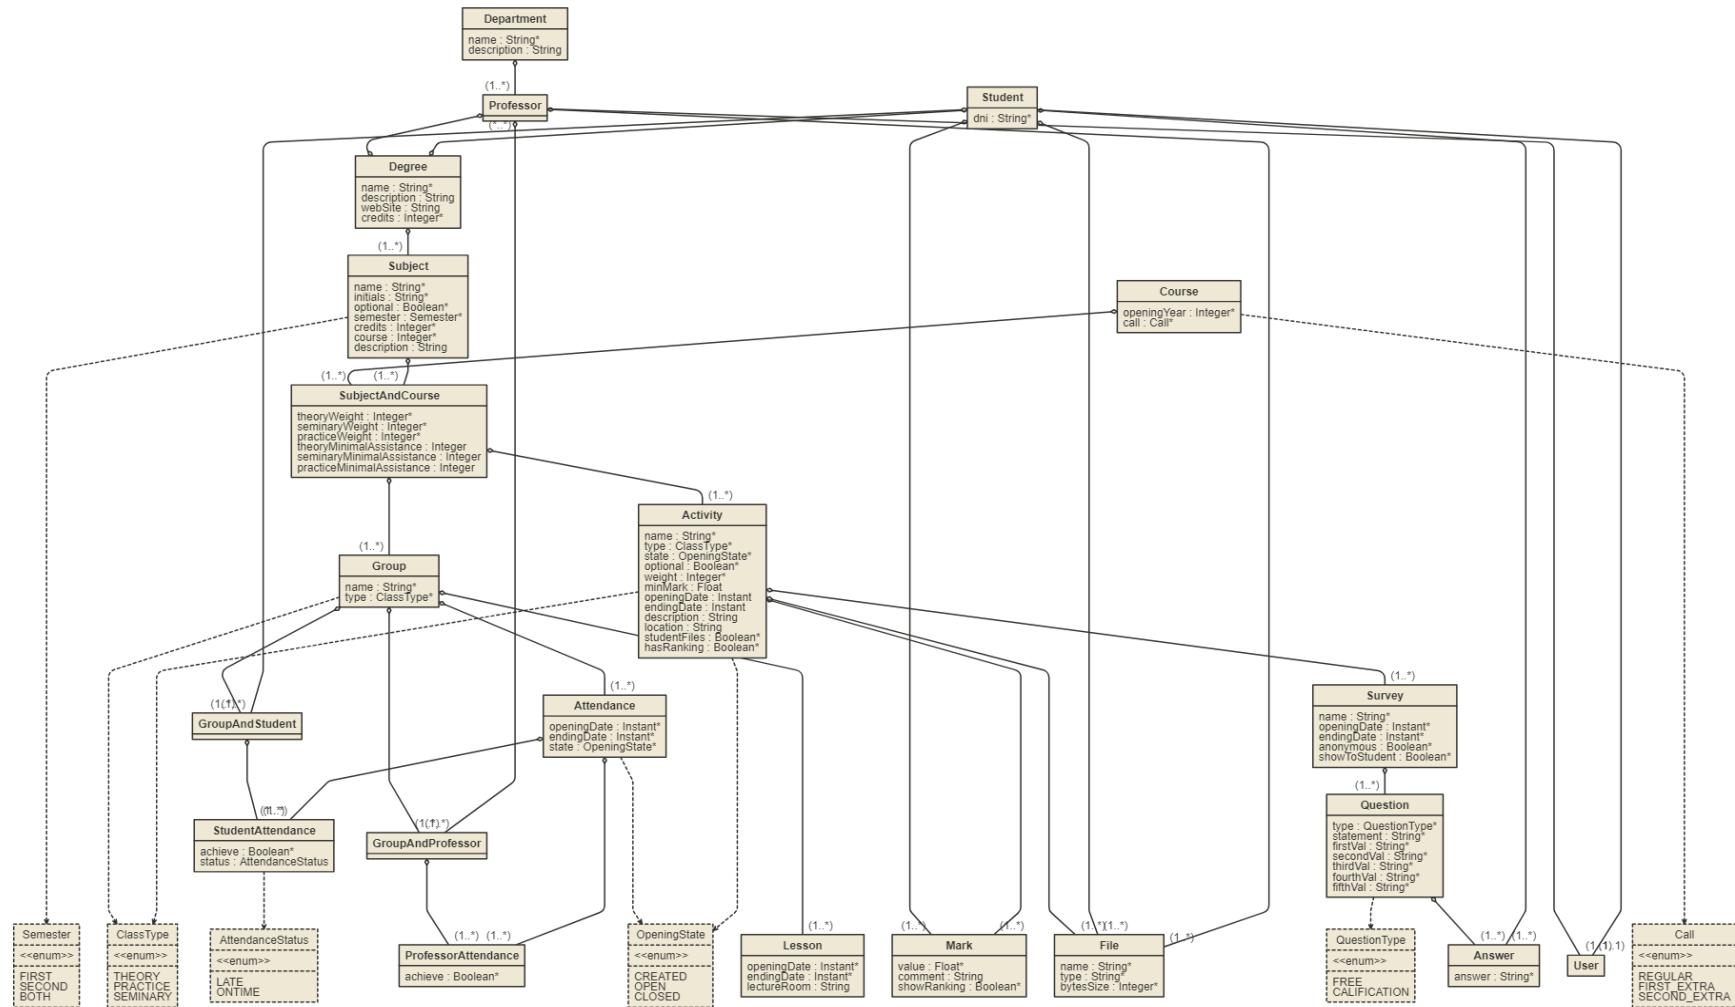 Department
name : String*
description : String
(1..*)
Professor
(*..*)
Student
dni : String*
Degree
name : String*
description : String
webSite : String
credits : Integer*
(1..*)
Subject
name : String*
initials : String*
optional : Boolean*
semester : Semester*
credits : Integer*
course : Integer*
description : String
Course
openingYear : Integer*
call : Call*
(1..*)
(1..*)
SubjectAndCourse
theoryWeight : Integer*
seminaryWeight : Integer*
practiceWeight : Integer*
theoryMinimalAssistance : Integer
seminaryMinimalAssistance : Integer
practiceMinimalAssistance : Integer
(1..*)
Activity
name : String*
type : ClassType*
state : OpeningState*
optional : Boolean*
weight : Integer*
minMark : Float
openingDate : Instant
endingDate : Instant
description : String
location : String
studentFiles : Boolean*
hasRanking : Boolean*
(1..*)
Group
name : String*
type : ClassType*
GroupAndStudent
(1..*)
Attendance
openingDate : Instant*
endingDate : Instant*
state : OpeningState*
(1..*)
Survey
name : String*
openingDate : Instant*
endingDate : Instant*
anonymous : Boolean*
showToStudent : Boolean*
(1..*)
Question
type : QuestionType*
statement : String*
firstVal : String*
secondVal : String*
thirdVal : String*
fourthVal : String*
fifthVal : String*
StudentAttendance
achieve : Boolean*
status : AttendanceStatus
GroupAndProfessor
Semester
<<enum>>
FIRST
SECOND
BOTH
ClassType
<<enum>>
THEORY
PRACTICE
SEMINARY
AttendanceStatus
<<enum>>
LATE
ONTIME
(1..*)
(1..*)
ProfessorAttendance
achieve : Boolean*
OpeningState
<<enum>>
CREATED
OPEN
CLOSED
(1..*)
Lesson
openingDate : Instant*
endingDate : Instant*
lectureRoom : String
(1..*)
(1..*)
Mark
value : Float*
comment : String
showRanking : Boolean*
(1..*)
(1..*)
(1..*)
File
name : String*
type : String*
bytesSize : Integer*
QuestionType
<<enum>>
FREE
CALIFICATION
(1..*)
(1..*)
Answer
answer : String*
User
Call
<<enum>>
REGULAR
FIRST_EXTRA
SECOND_EXTRA